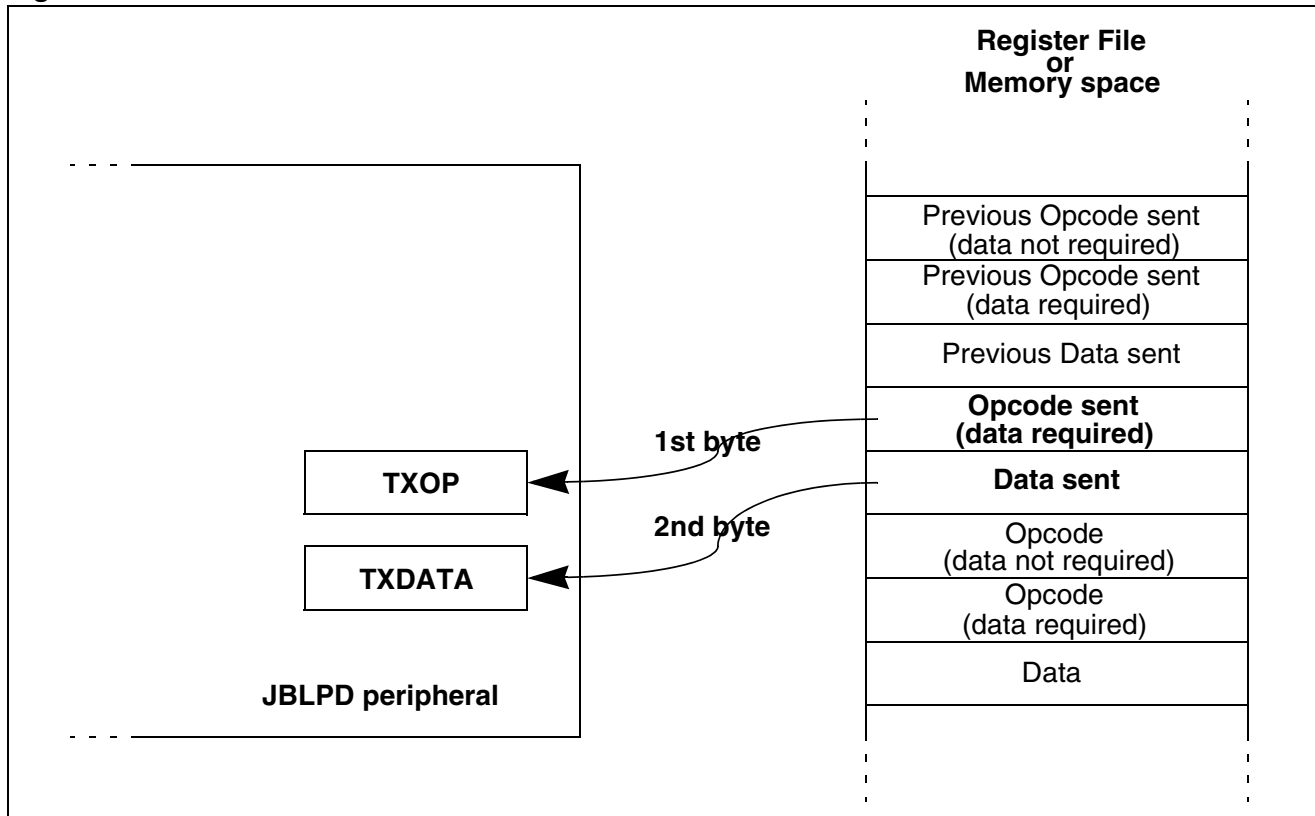 Register File
or
Memory space
Previous Opcode sent
(data not required)
Previous Opcode sent
(data required)
Previous Data sent
Opcode sent
(data required)
1st byte
TXOP
Data sent
2nd byte
Opcode
(data not required)
TXDATA
Opcode
(data required)
Data
JBLPD peripheral